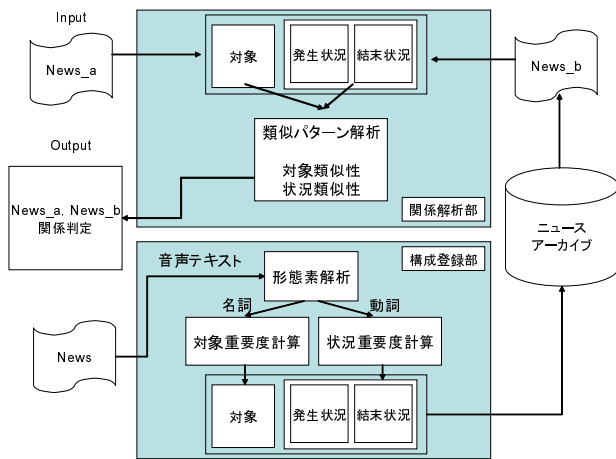 Input
News_a
対象
発生状況
結末状況
News_b
類似パターン解析
対象類似性
状況類似性
Output
News_a, News_b
関係判定
関係解析部
ニュース
アーカイブ
音声テキスト
構成登録部
形態素解析
名詞
動詞
News
対象重要度計算
状況重要度計算
対象
発生状況
結末状況